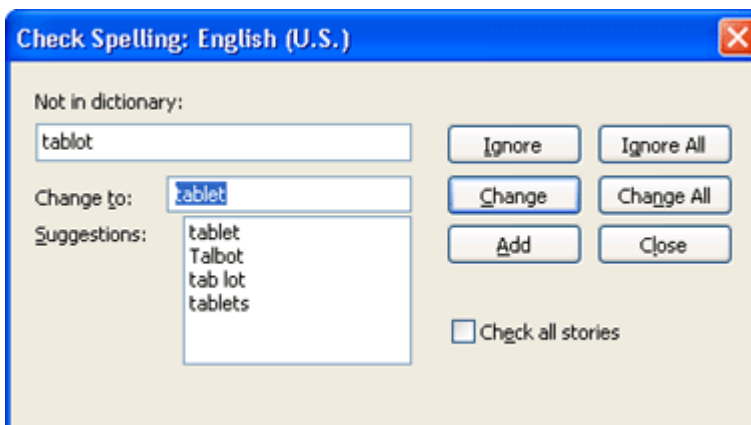 Check Spelling: English (U.S.)
Not in dictionary:
tablot
Ignore Ignore All
Change to: tablet
Change Change All
Suggestions: tablet
Talbot
tab lot
tablets
Add Close
Check all stories